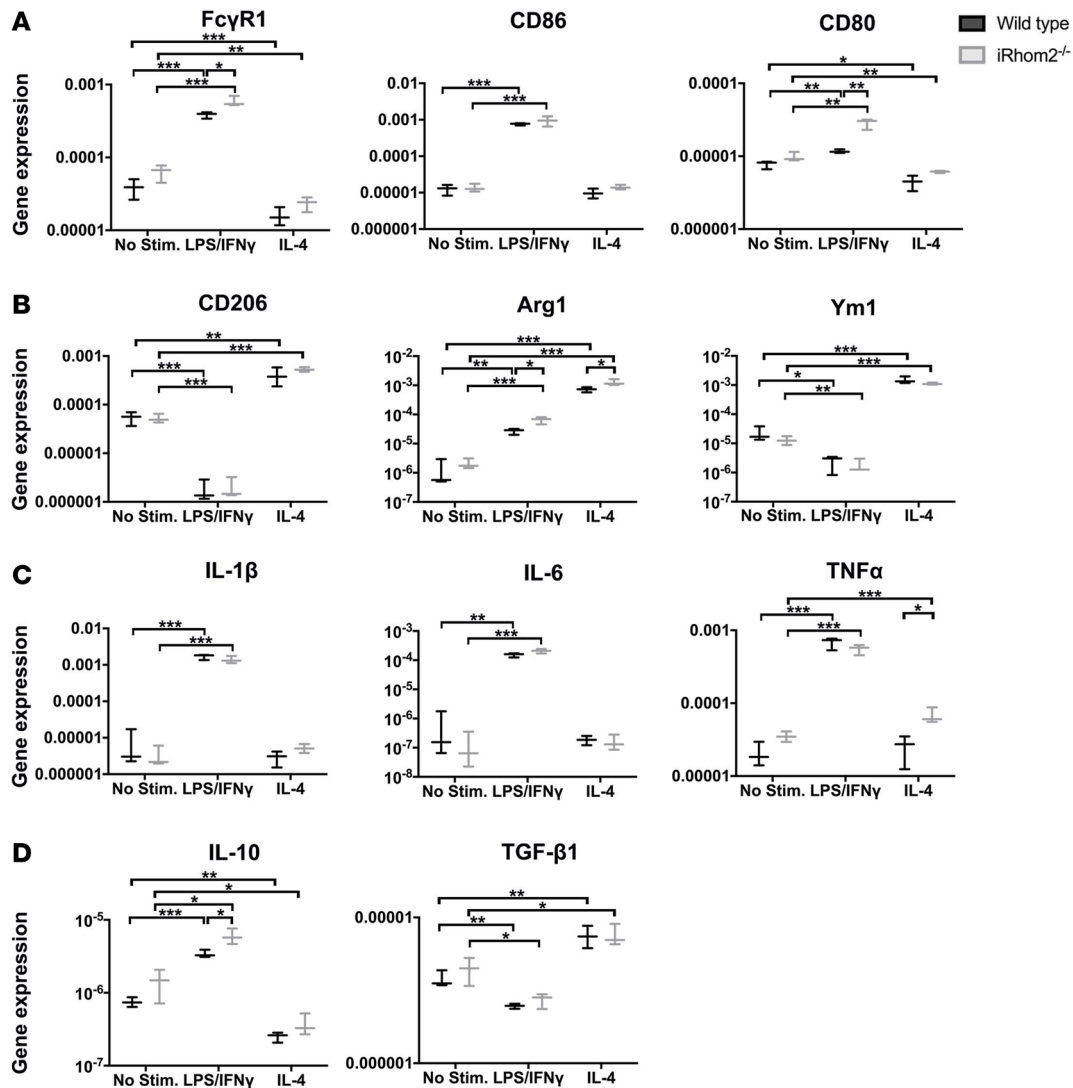 A
FcγR1
CD86
CD80
Wild type
iRhom2-/-
Gene expression
***
**
***
*
***
0.001
0.0001
0.00001
No Stim. LPS/IFNγ IL-4
***
***
0.01
0.001
0.0001
0.00001
0.000001
No Stim. LPS/IFNγ IL-4
*
**
**
**
**
0.0001
0.00001
0.000001
No Stim. LPS/IFNγ IL-4
B
CD206
Arg1
Ym1
Gene expression
**
***
***
***
0.001
0.0001
0.00001
0.000001
No Stim. LPS/IFNγ IL-4
***
***
**
*
*
***
10-2
10-3
10-4
10-5
10-6
10-7
No Stim. LPS/IFNγ IL-4
***
***
*
**
10-2
10-3
10-4
10-5
10-6
10-7
No Stim. LPS/IFNγ IL-4
C
IL-1β
IL-6
TNFα
Gene expression
***
***
0.01
0.001
0.0001
0.00001
0.000001
No Stim. LPS/IFNγ IL-4
**
***
10-3
10-4
10-5
10-6
10-7
10-8
No Stim. LPS/IFNγ IL-4
***
***
*
***
0.001
0.0001
0.00001
No Stim. LPS/IFNγ IL-4
D
IL-10
TGF-β1
Gene expression
**
*
*
***
*
10-5
10-6
10-7
No Stim. LPS/IFNγ IL-4
**
*
**
*
0.00001
0.000001
No Stim. LPS/IFNγ IL-4